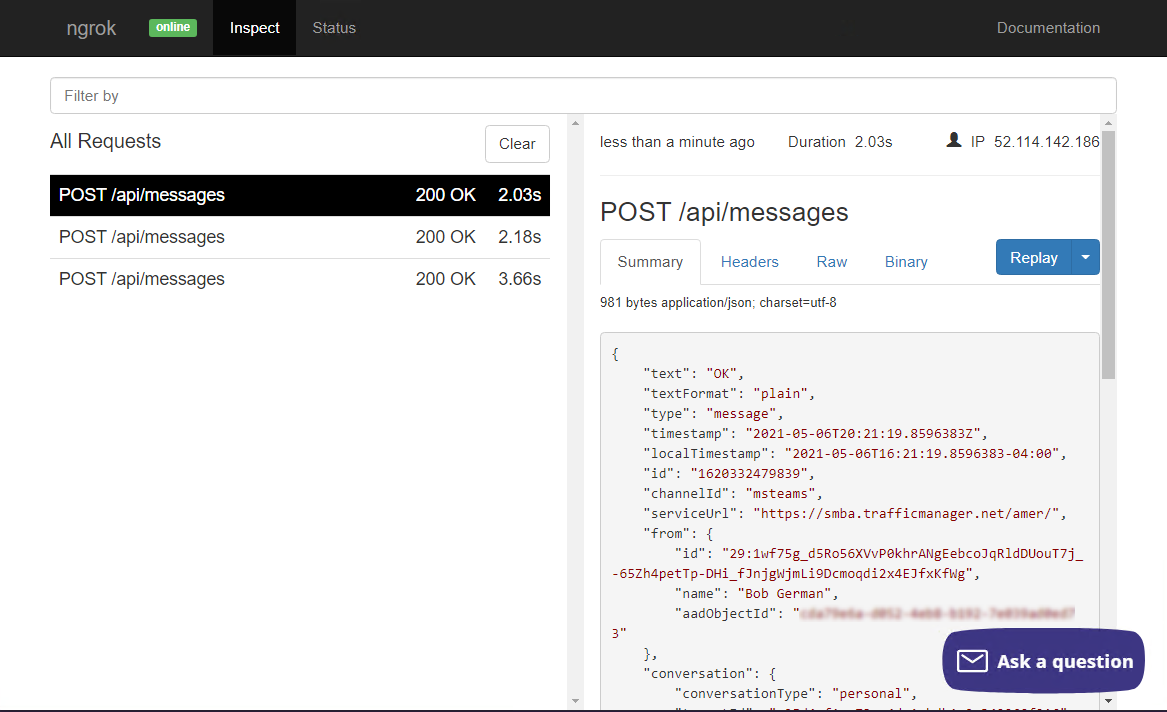 ngrok online Inspect Status Documentation
Filter by
All Requests Clear
POST /api/messages 200 OK 2.03s
POST /api/messages 200 OK 2.18s
POST /api/messages 200 OK 3.66s
less than a minute ago Duration 2.03s IP 52.114.142.186
POST /api/messages
Summary Headers Raw Binary Replay
981 bytes application/json; charset=utf-8
{
"text": "OK",
"textFormat": "plain",
"type": "message",
"timestamp": "2021-05-06T20:21:19.8596383Z",
"localTimestamp": "2021-05-06T16:21:19.8596383-04:00",
"id": "1620332479839",
"channelId": "msteams",
"serviceUrl": "https://smba.trafficmanager.net/amer/",
"from": {
"id": "29:1wf75g_d5Ro56XVvP0khrANgEebcoJqRldDUouT7j_
-65Zh4petTp-DHi_fJnjgWjmLi9Dcmoqdi2x4EJfxKfWg",
"name": "Bob German",
"aadObjectId": "
3"
},
"conversation": {
"conversationType": "personal",
Ask a question